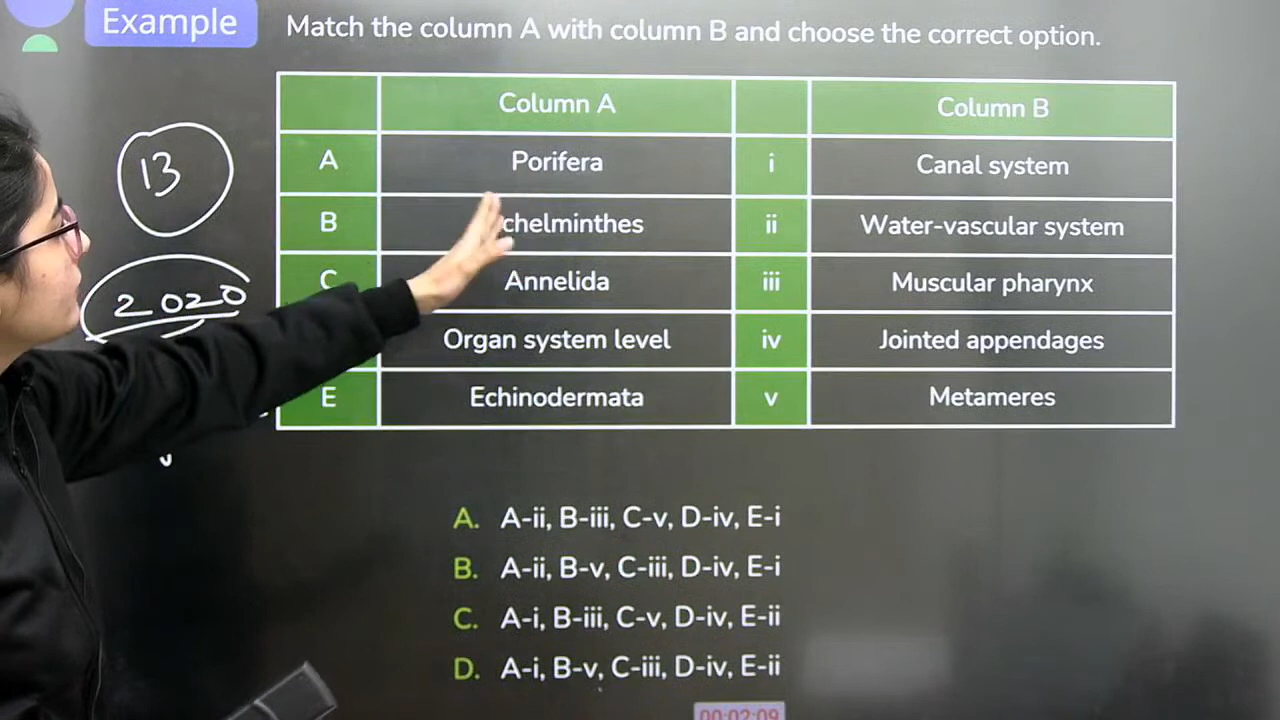 Example
Match the column A with column B and choose the correct option.
Column A Column B
A Porifera i Canal system
13
B chelminthes ii Water-vascular system
C Annelida iii Muscular pharynx
2020
Organ system level iv Jointed appendages
E Echinodermata v Metameres
A. A-ii, B-iii, C-v, D-iv, E-i
B. A-ii, B-v, C-iii, D-iv, E-i
C. A-i, B-iii, C-v, D-iv, E-ii
D. A-i, B-v, C-iii, D-iv, E-ii
00:02:09